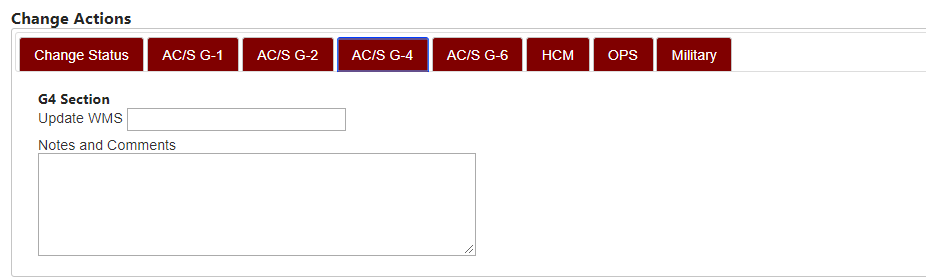 Change Actions
Change Status AC/S G-1 AC/S G-2 AC/S G-4 AC/S G-6 HCM OPS Military
G4 Section
Update WMS
Notes and Comments